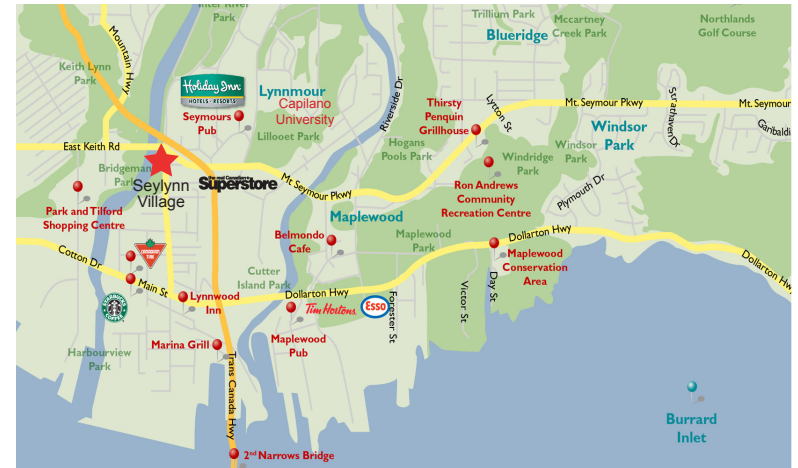 Inter River
Park
Trillium Park
Mccartney
Creek Park
Northlands
Golf Course
Blueridge
Mountain Hwy
Keith Lynn
Park
Holiday Inn
HOTELS · RESORTS
Lynnmour
Capilano
University
Riverside Dr
Seymours
Pub
Lillooet Park
Thirsty
Penquin
Grillhouse
Lytton St
Mt. Seymour Pkwy
Strathaven Dr
Mt. Seymour
Garibaldi
Windsor
Park
East Keith Rd
Hogans
Pools Park
Windridge
Park
Windsor
Park
Bridgeman
Park
Seylynn
Village
Superstore
Mt Seymour Pkwy
Ron Andrews
Community
Recreation Centre
Plymouth Dr
Park and Tilford
Shopping Centre
Maplewood
Belmondo
Cafe
Maplewood
Park
Dollarton Hwy
Maplewood
Conservation
Area
Dollarton Hwy
Cotton Dr
CANADIAN
TIRE
Cutter
Island Park
Main St
Lynnwood
Inn
Dollarton Hwy
Tim Hortons
Esso
Forester St
Victor St
Day St
STARBUCKS
COFFEE
Harbourview
Park
Marina Grill
Maplewood
Pub
Trans Canada Hwy
Burrard
Inlet
2nd Narrows Bridge